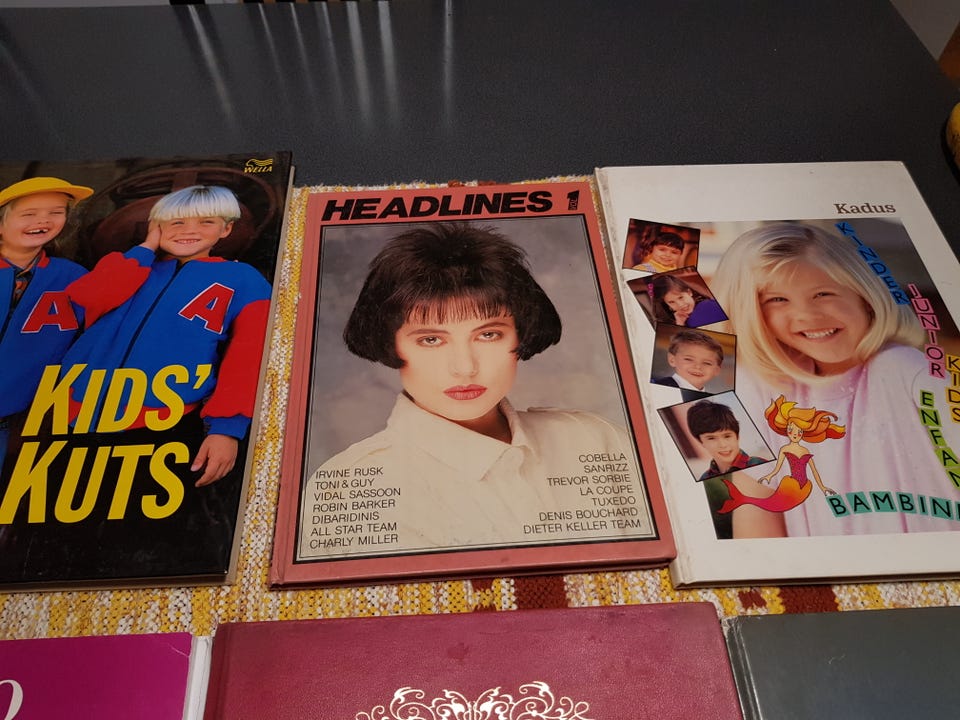 WELLA
A
A
KIDS'
KUTS
HEADLINES 1
IRVINE RUSK
TONI & GUY
VIDAL SASSOON
ROBIN BARKER
DIBARIDINIS
ALL STAR TEAM
CHARLY MILLER
COBELLA
SANRIZZ
TREVOR SORBIE
LA COUPE
TUXEDO
DENIS BOUCHARD
DIETER KELLER TEAM
Kadus
KINDER
JUNIOR
KIDS
ENFAN
BAMBINI